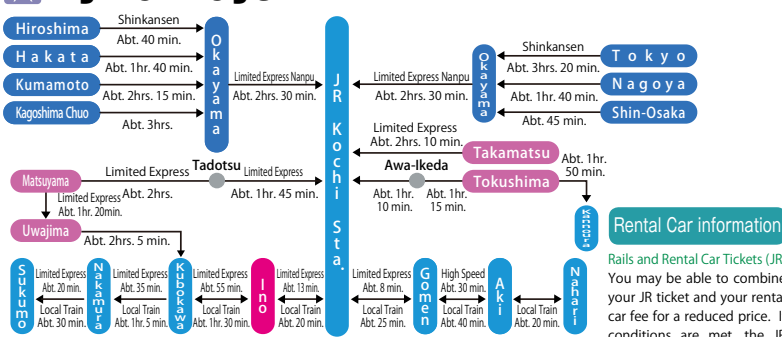 Hiroshima
Shinkansen
Abt. 40 min.
Hakata
Abt. 1hr. 40 min.
Kumamoto
Abt. 2hrs. 15 min.
Kagoshima Chuo
Abt. 3hrs.
Okayama
Limited Express Nanpu
Abt. 2hrs. 30 min.
JR Kochi Sta.
Limited Express Nanpu
Abt. 2hrs. 30 min.
Okayama
Shinkansen
Abt. 3hrs. 20 min.
Tokyo
Abt. 1hr. 40 min.
Nagoya
Abt. 45 min.
Shin-Osaka
Limited Express
Abt. 2hrs. 10 min.
Takamatsu
Awa-Ikeda
Tokushima
Abt. 1hr.
10 min.
Abt. 1hr.
15 min.
Abt. 1hr.
50 min.
Matsuyama
Limited Express
Abt. 2hrs.
Tadotsu
Limited Express
Abt. 1hr. 45 min.
Limited Express
Abt. 1hr. 20min.
Uwajima
Abt. 2hrs. 5 min.
Sukumo
Limited Express
Abt. 20 min.
Local Train
Abt. 30 min.
Nakamura
Limited Express
Abt. 35 min.
Local Train
Abt. 1hr. 5 min.
Kubokawa
Limited Express
Abt. 55 min.
Local Train
Abt. 1hr. 30 min.
Ino
Limited Express
Abt. 13 min.
Local Train
Abt. 20 min.
Limited Express
Abt. 8 min.
Local Train
Abt. 25 min.
Gomen
High Speed
Abt. 30 min.
Local Train
Abt. 40 min.
Aki
Local Train
Abt. 20 min.
Nahari
Rental Car information
Rails and Rental Car Tickets (JR
You may be able to combine
your JR ticket and your renta
car fee for a reduced price. I
conditions are met, the JR